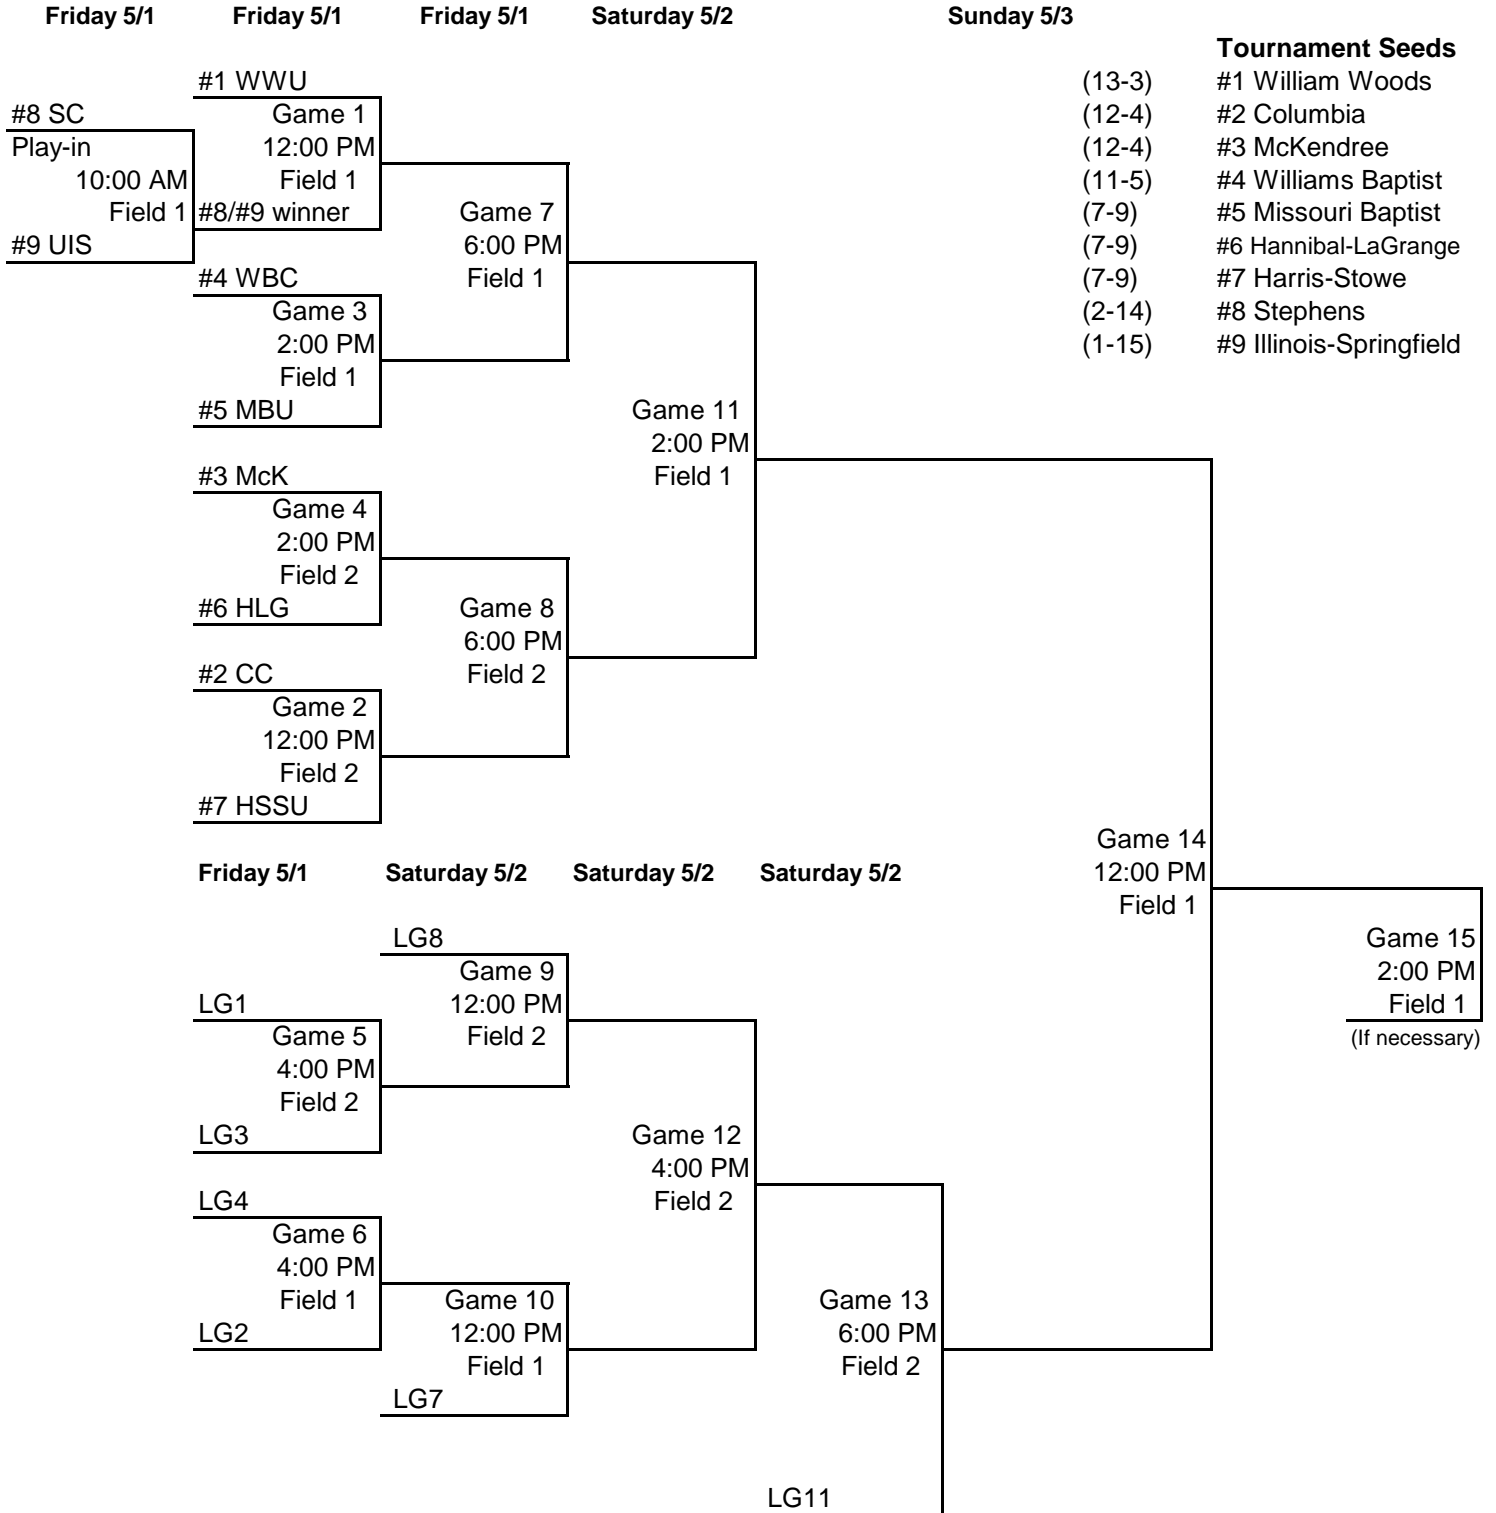 Friday 5/1 Friday 5/1 Friday 5/1 Saturday 5/2 Sunday 5/3
Tournament Seeds
#1 WWU (13-3) #1 William Woods
#8 SC Game 1 (12-4) #2 Columbia
Play-in 12:00 PM (12-4) #3 McKendree
10:00 AM Field 1 (11-5) #4 Williams Baptist
Field 1 #8/#9 winner Game 7 (7-9) #5 Missouri Baptist
#9 UIS 6:00 PM (7-9) #6 Hannibal-LaGrange
#4 WBC Field 1 (7-9) #7 Harris-Stowe
Game 3 (2-14) #8 Stephens
2:00 PM (1-15) #9 Illinois-Springfield
Field 1
#5 MBU Game 11
2:00 PM
#3 McK Field 1
Game 4
2:00 PM
Field 2
#6 HLG Game 8
6:00 PM
#2 CC Field 2
Game 2
12:00 PM
Field 2
#7 HSSU
Game 14
Friday 5/1 Saturday 5/2 Saturday 5/2 Saturday 5/2 12:00 PM
Field 1
LG8 Game 15
Game 9 2:00 PM
LG1 12:00 PM Field 1
Game 5 Field 2 (If necessary)
4:00 PM
Field 2
LG3 Game 12
4:00 PM
LG4 Field 2
Game 6
4:00 PM
Field 1 Game 10 Game 13
LG2 12:00 PM 6:00 PM
Field 1 Field 2
LG7
LG11